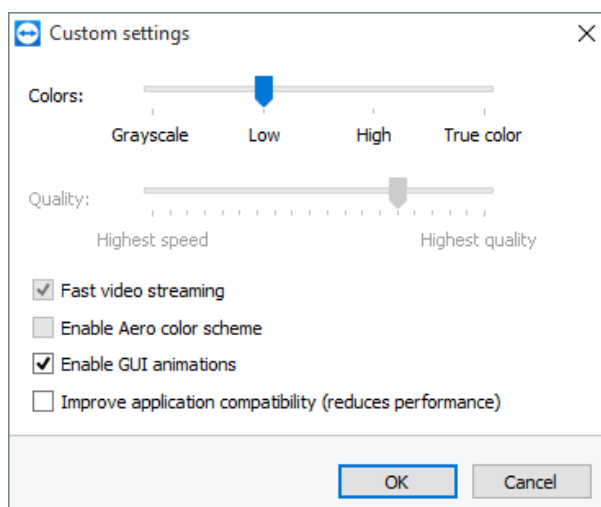 Custom settings
Colors:
Grayscale Low High True color
Quality:
Highest speed Highest quality
Fast video streaming
Enable Aero color scheme
Enable GUI animations
Improve application compatibility (reduces performance)
OK Cancel